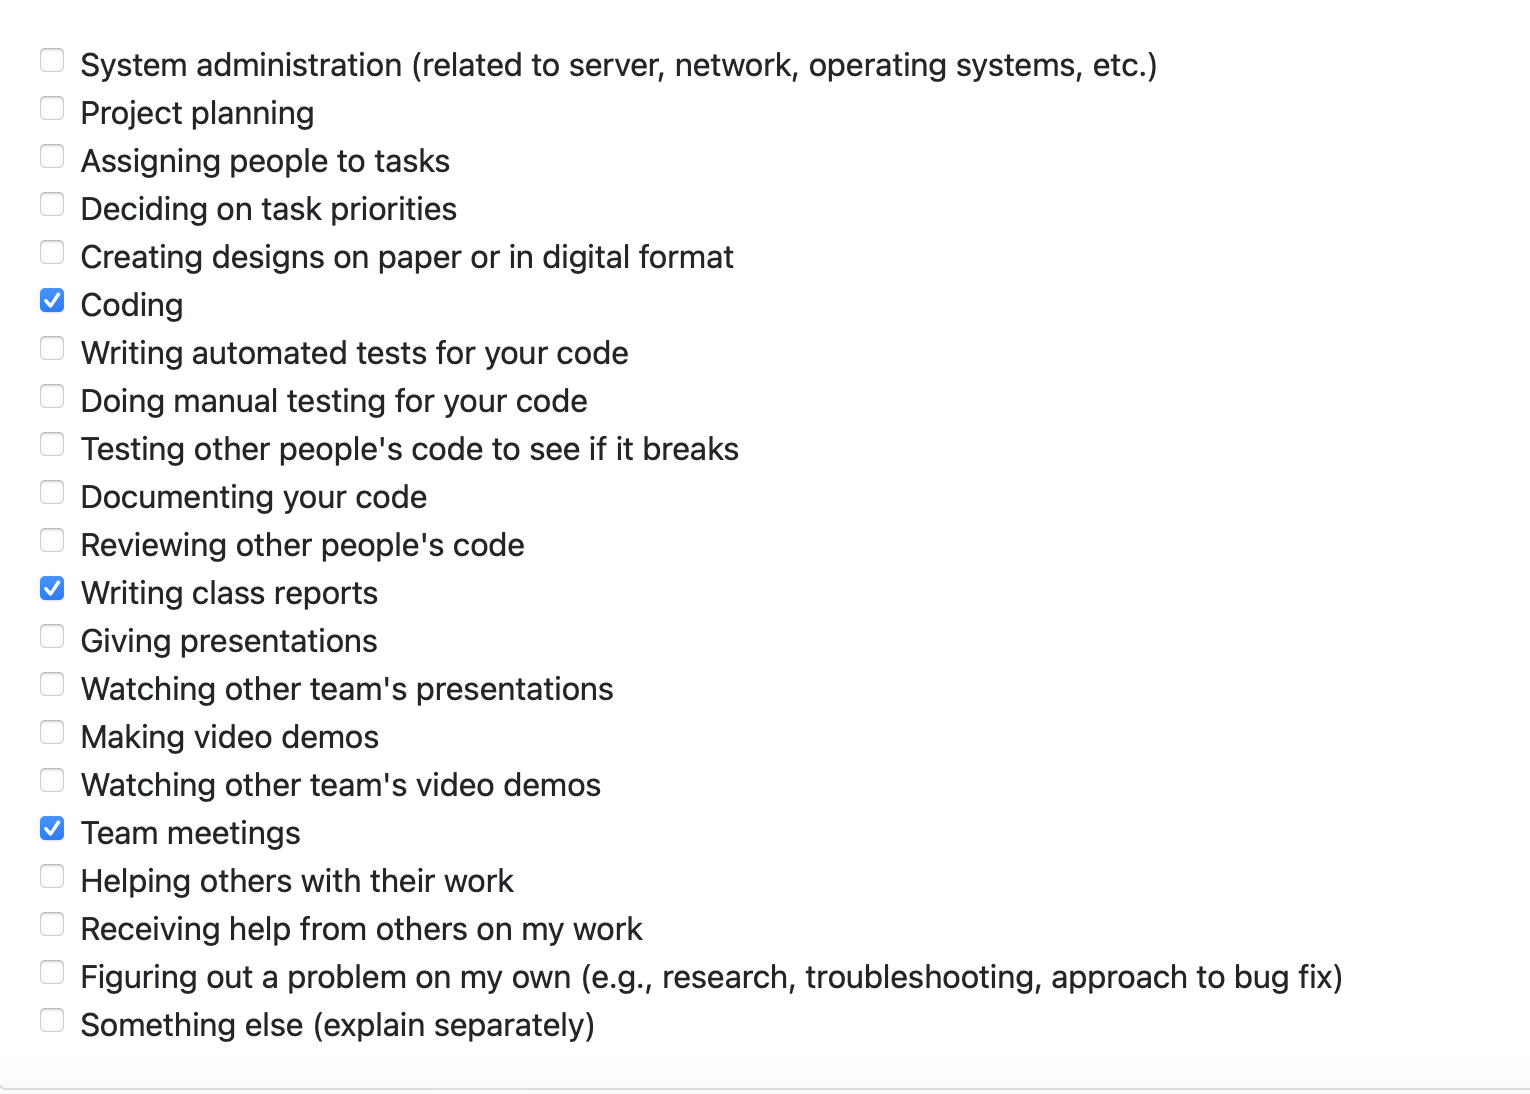 System administration (related to server, network, operating systems, etc.)
Project planning
Assigning people to tasks
Deciding on task priorities
Creating designs on paper or in digital format
Coding
Writing automated tests for your code
Doing manual testing for your code
Testing other people's code to see if it breaks
Documenting your code
Reviewing other people's code
Writing class reports
Giving presentations
Watching other team's presentations
Making video demos
Watching other team's video demos
Team meetings
Helping others with their work
Receiving help from others on my work
Figuring out a problem on my own (e.g., research, troubleshooting, approach to bug fix)
Something else (explain separately)